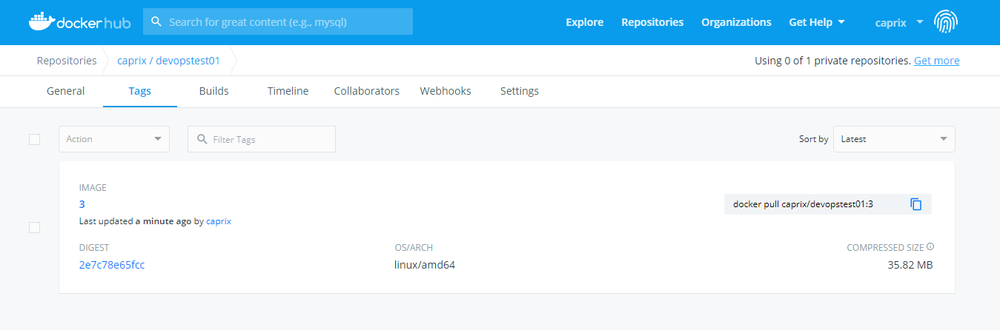 dockerhub
Search for great content (e.g., mysql)
Explore
Repositories
Organizations
Get Help
caprix
Repositories
caprix / devopstest01
Using 0 of 1 private repositories. Get more
General
Tags
Builds
Timeline
Collaborators
Webhooks
Settings
Action
Filter Tags
Sort by
Latest
IMAGE
3
Last updated a minute ago by caprix
docker pull caprix/devopstest01:3
DIGEST
2e7c78e65fcc
OS/ARCH
linux/amd64
COMPRESSED SIZE
35.82 MB